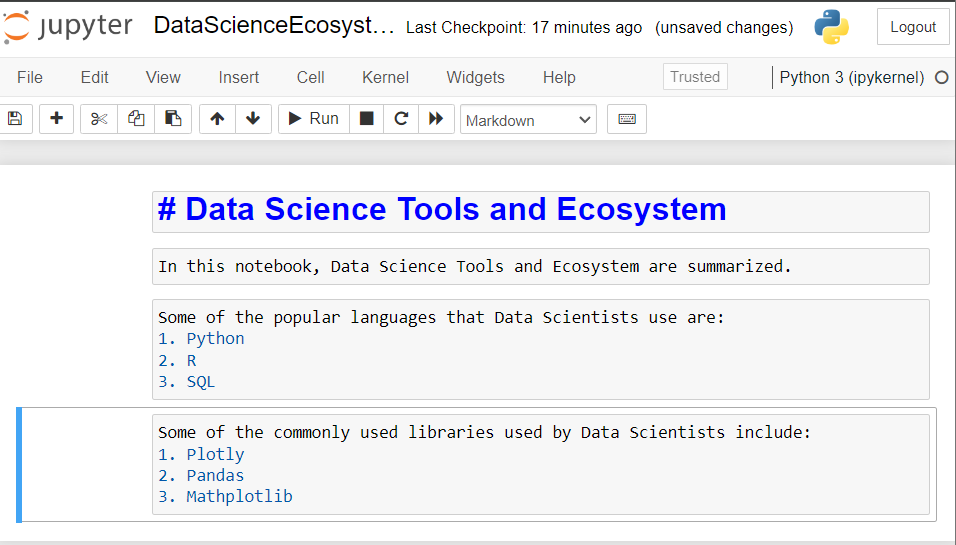 jupyter DataScienceEcosyst... Last Checkpoint: 17 minutes ago (unsaved changes) Logout
File Edit View Insert Cell Kernel Widgets Help Trusted Python 3 (ipykernel)
Run Markdown
# Data Science Tools and Ecosystem
In this notebook, Data Science Tools and Ecosystem are summarized.
Some of the popular languages that Data Scientists use are:
1. Python
2. R
3. SQL
Some of the commonly used libraries used by Data Scientists include:
1. Plotly
2. Pandas
3. Mathplotlib